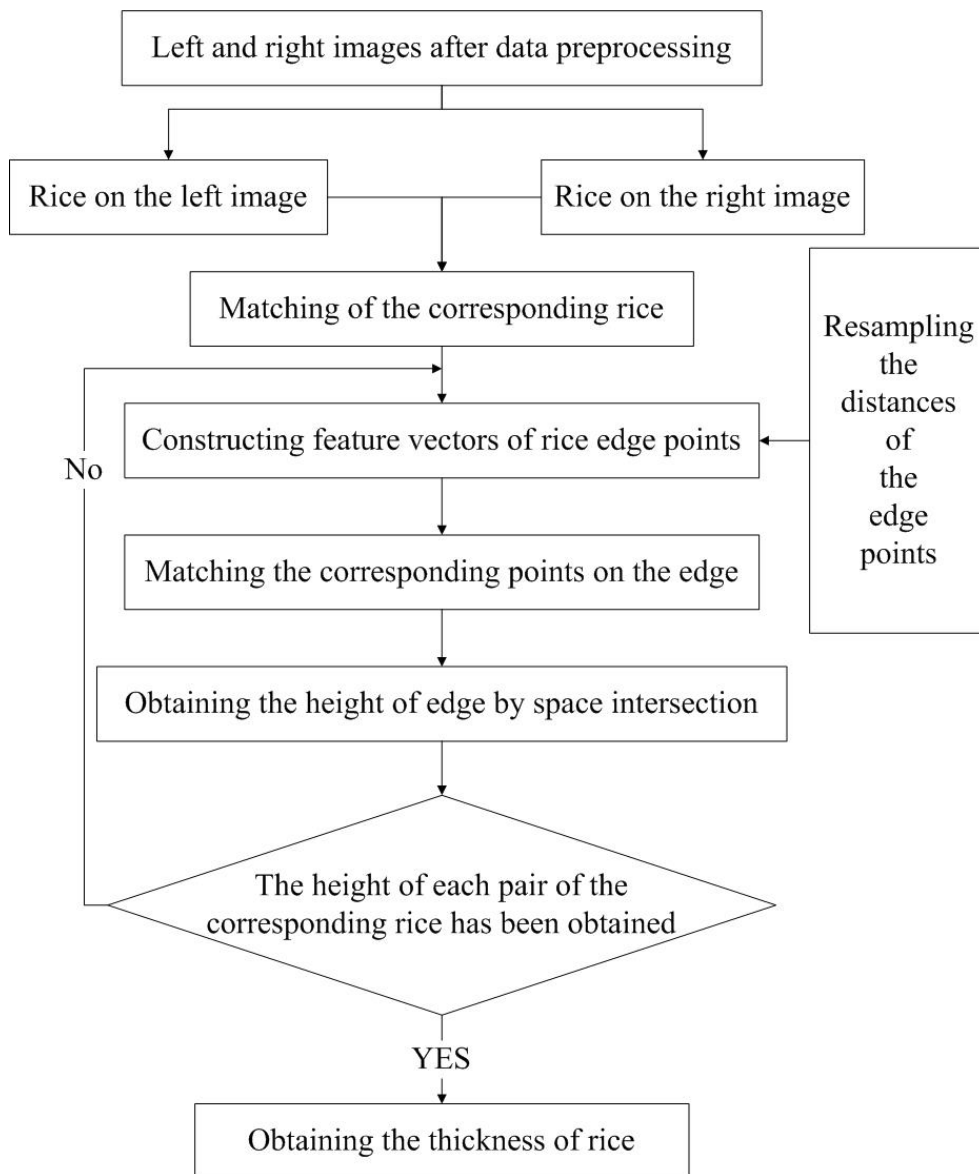 Left and right images after data preprocessing
Rice on the left image
Rice on the right image
Matching of the corresponding rice
Resampling
the
distances
of
the
edge
points
Constructing feature vectors of rice edge points
No
Matching the corresponding points on the edge
Obtaining the height of edge by space intersection
The height of each pair of the
corresponding rice has been obtained
YES
Obtaining the thickness of rice